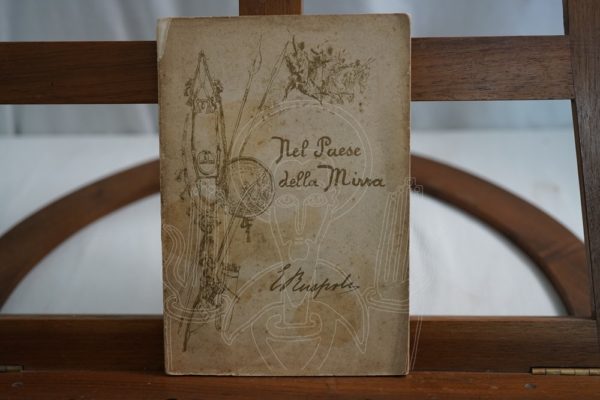 Nel Paese
della Mirra
E. Ruspoli